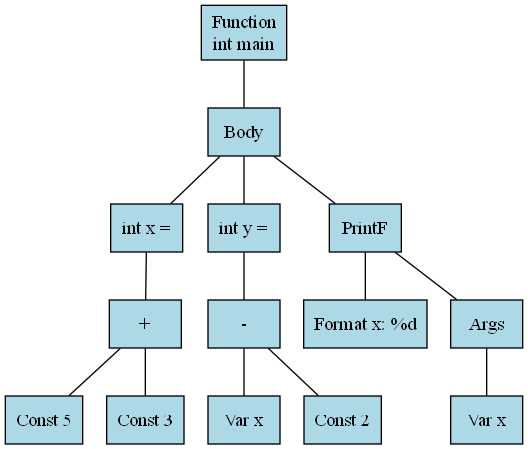 Function
int main
Body
int x =
int y =
PrintF
+
-
Format x: %d
Args
Const 5
Const 3
Var x
Const 2
Var x